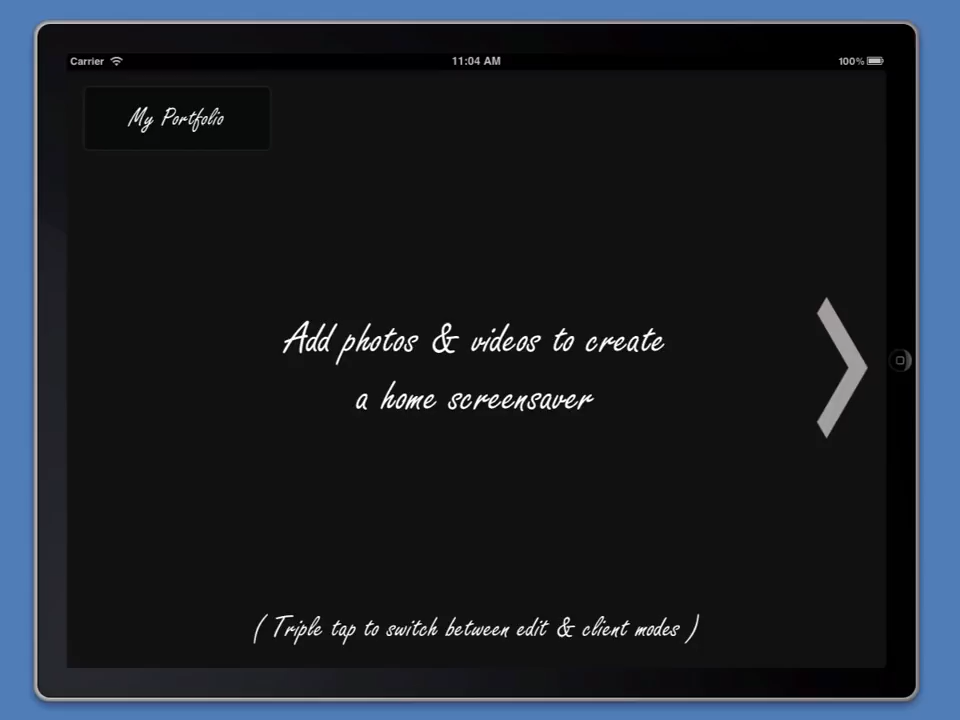 Carrier 11:04 AM 100%
My Portfolio
Add photos & videos to create
a home screensaver
( Triple tap to switch between edit & client modes )